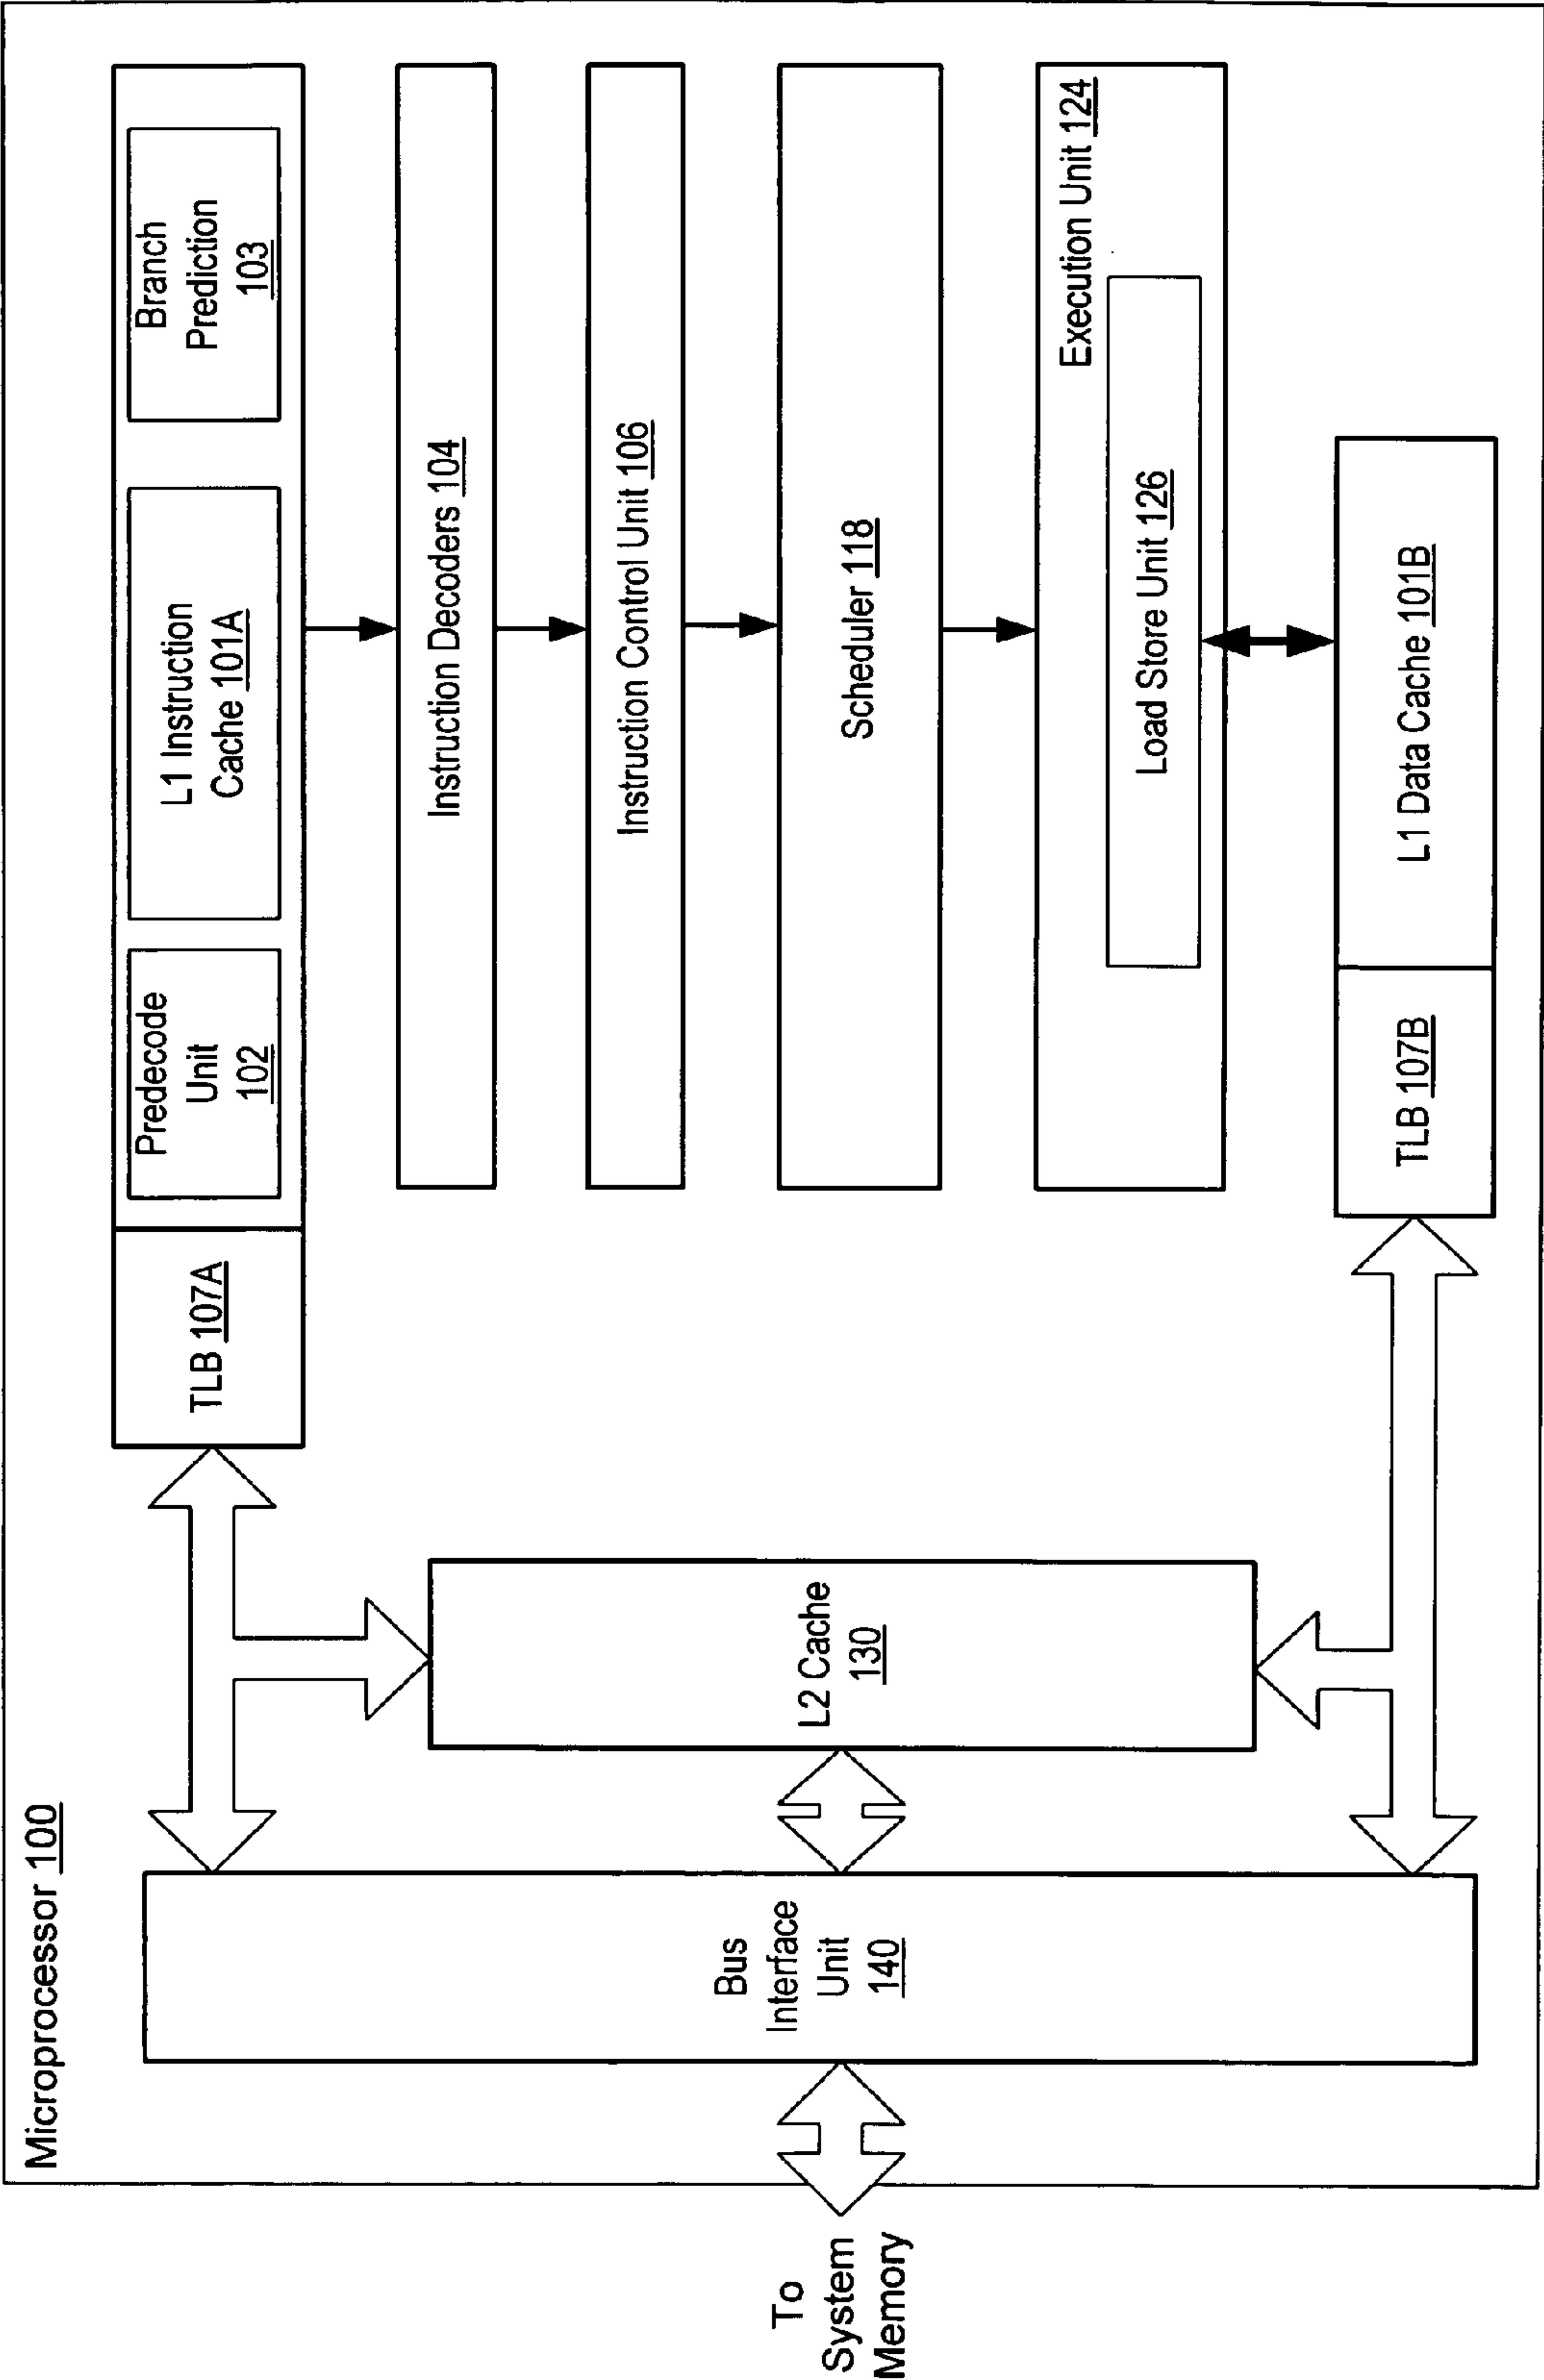 Microprocessor 100
TLB 107A
Predecode
Unit
102
L1 Instruction
Cache 101A
Branch
Prediction
103
Instruction Decoders 104
Instruction Control Unit 106
Scheduler 118
Execution Unit 124
Load Store Unit 126
TLB 107B
L1 Data Cache 101B
L2 Cache
130
Bus
Interface
Unit
140
To
System
Memory